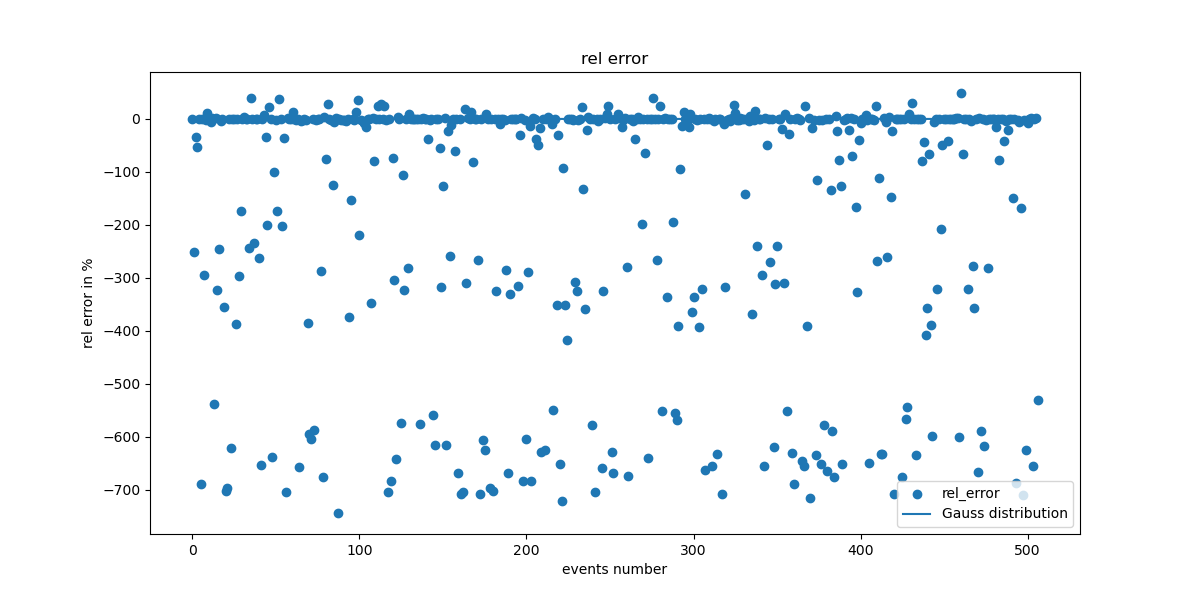 rel error
rel error in %
0
−100
−200
−300
−400
−500
−600
−700
rel_error
Gauss distribution
0
100
200
300
400
500
events number